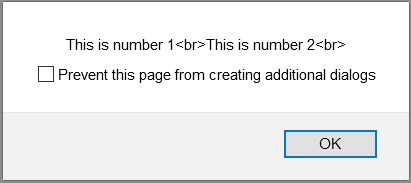 This is number 1<br>This is number 2<br>
Prevent this page from creating additional dialogs
OK